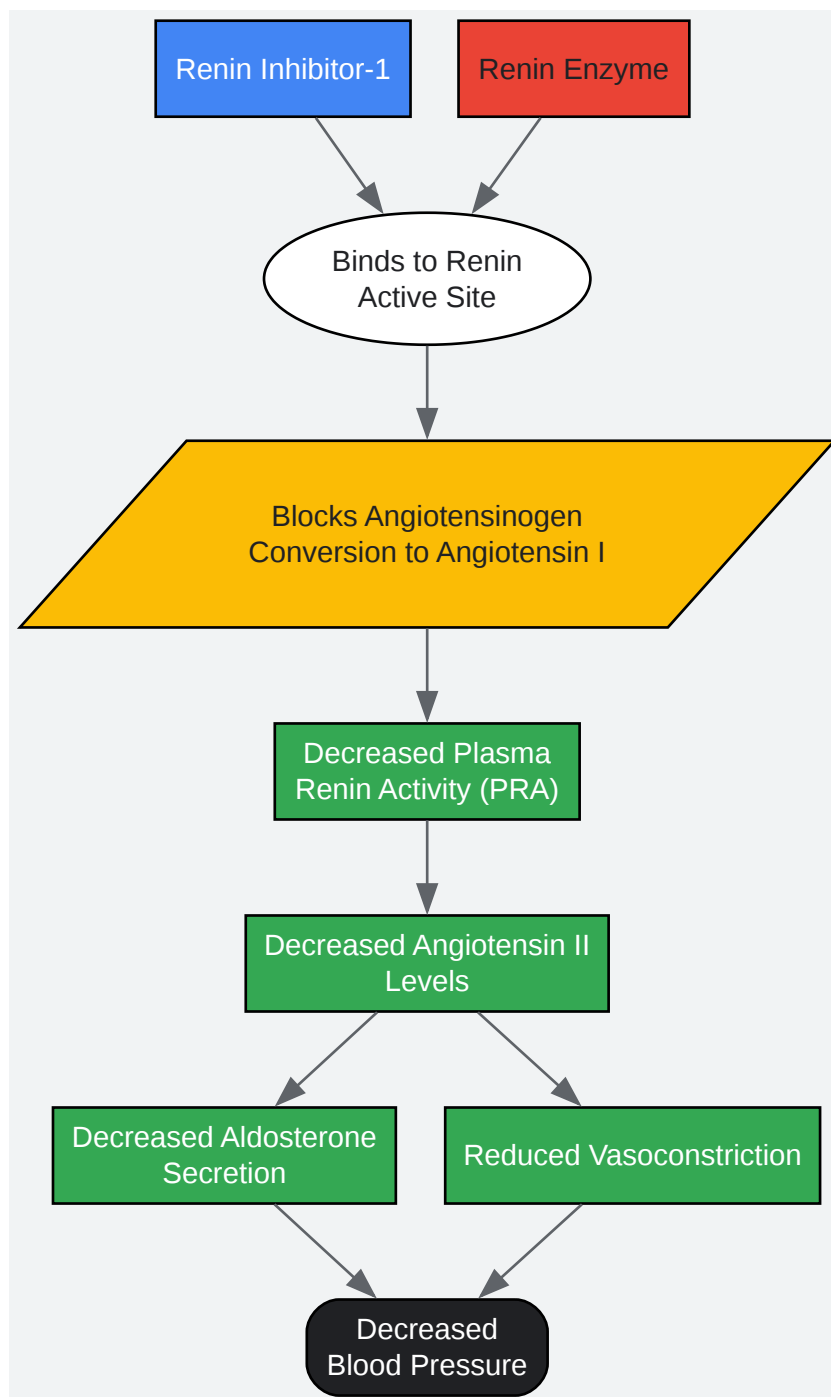 Renin Inhibitor-1
Renin Enzyme
Binds to Renin
Active Site
Blocks Angiotensinogen
Conversion to Angiotensin I
Decreased Plasma
Renin Activity (PRA)
Decreased Angiotensin II
Levels
Decreased Aldosterone
Secretion
Reduced Vasoconstriction
Decreased
Blood Pressure